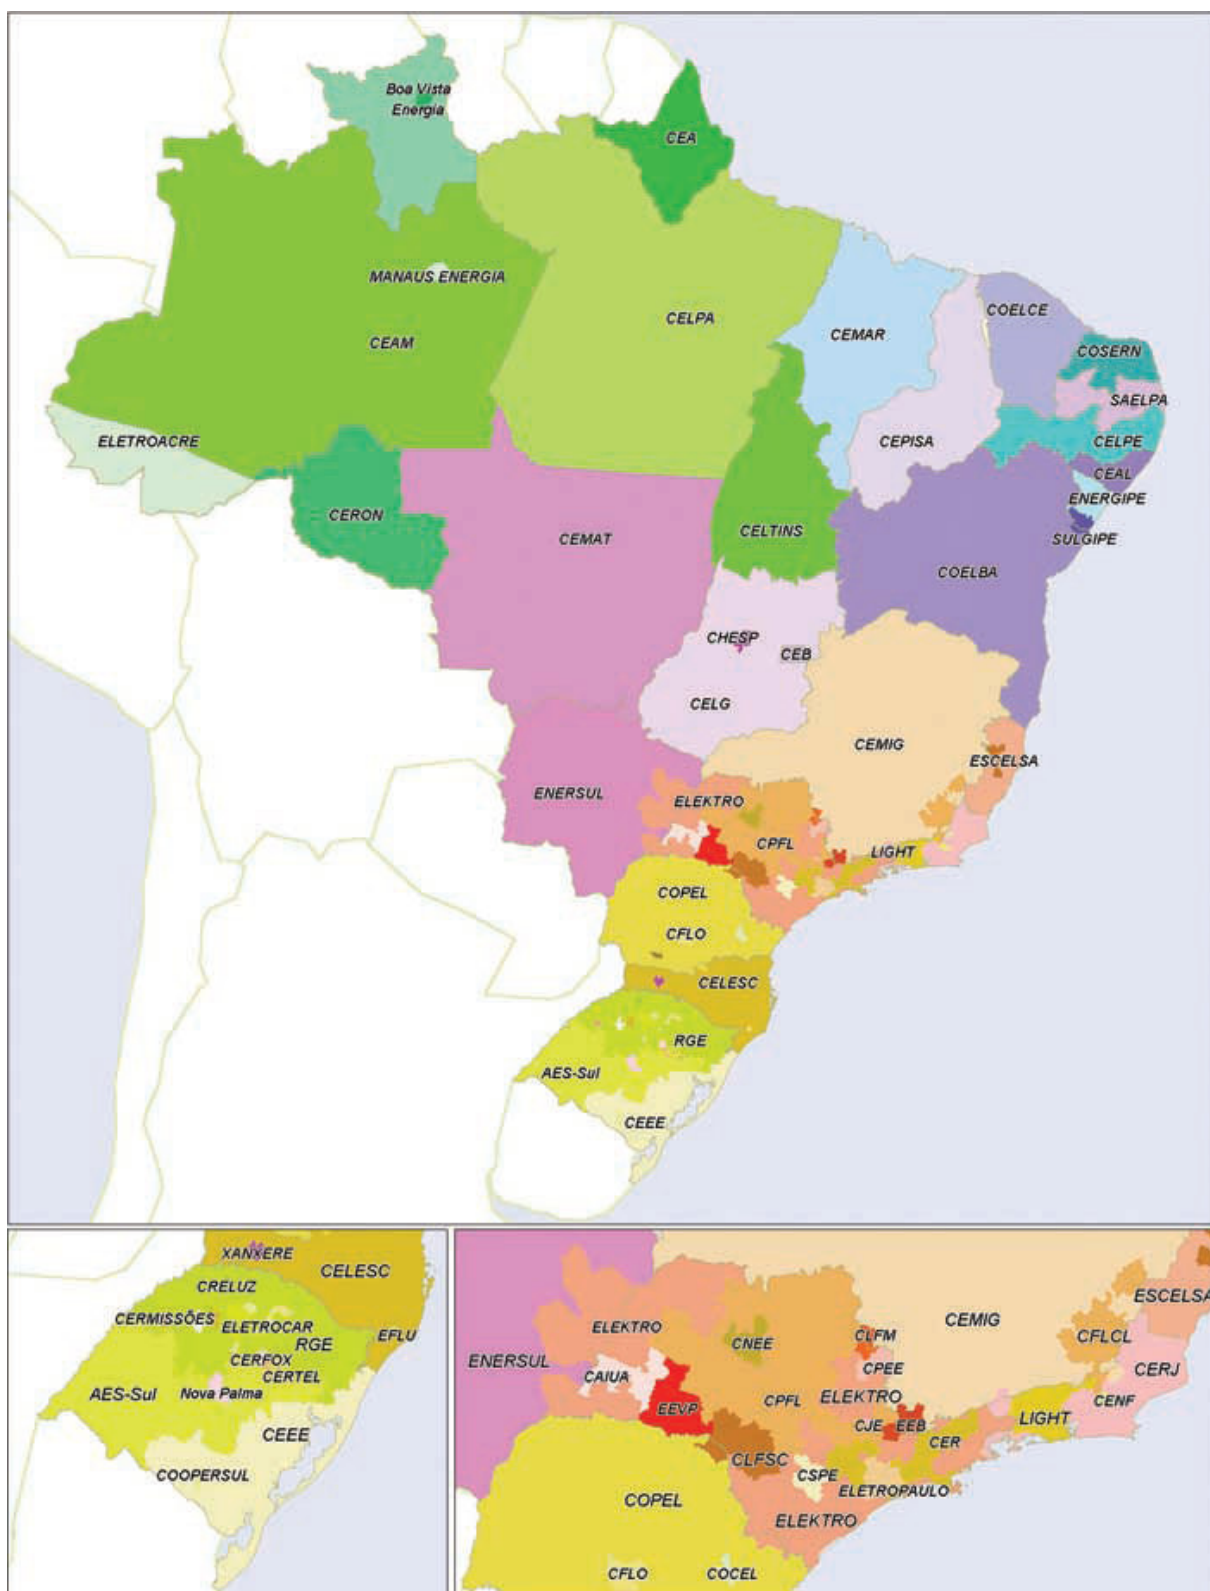 Boa Vista
Energia
CEA
MANAUS ENERGIA
CELPA
CEAM
CEMAR
COELCE
COSERN
SAELPA
ELETROACRE
CEPISA
CELPE
CEAL
ENERGIPE
CERON
CEMAT
CELTINS
SULGIPE
COELBA
CHESP
CEB
CELG
CEMIG
ESCELSA
ENERSUL
ELEKTRO
CPFL
LIGHT
COPEL
CFLO
CELESC
RGE
AES-Sul
CEEE
XANXERE
CELESC
CRELUZ
CERMISSÕES
ELETROCAR
EFLU
RGE
CERFOX
CERTEL
AES-Sul
Nova Palma
CEEE
COOPERSUL
ESCELSA
CEMIG
ELEKTRO
CNEE
CLFM
CFLCL
ENERSUL
CPEE
CERJ
CAIUA
CPFL
ELEKTRO
CENF
EEVP
CJE
EEB
LIGHT
CER
CLFSC
CSPE
ELETROPAULO
COPEL
ELEKTRO
CFLO
COCEL